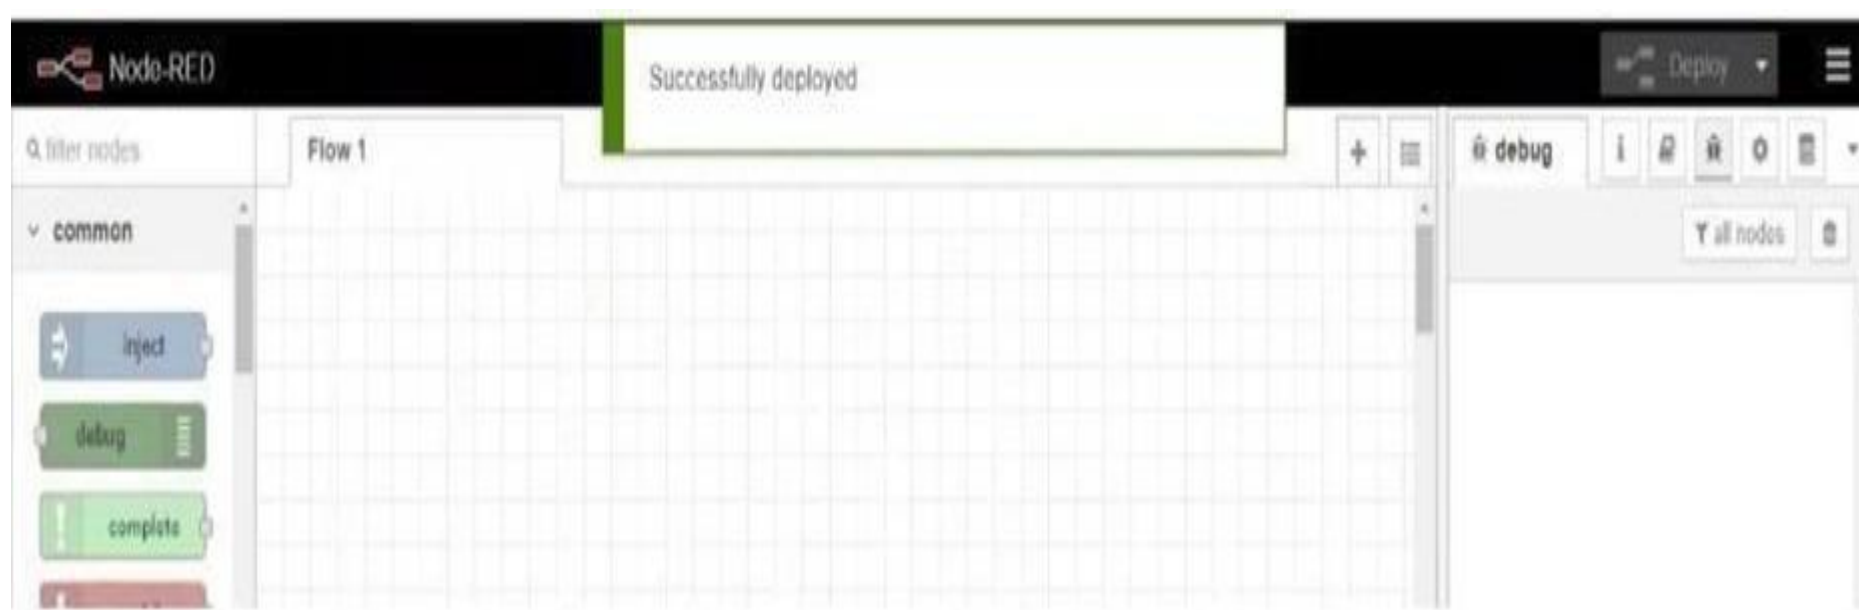 Node-RED
Successfully deployed
Deploy
filter nodes
Flow 1
debug
i
common
all nodes
inject
debug
complete